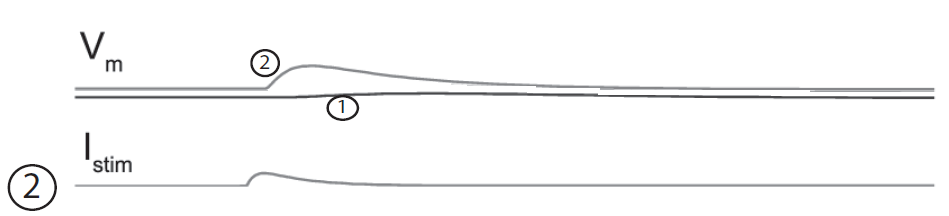 Vm
②
①
Istim
②